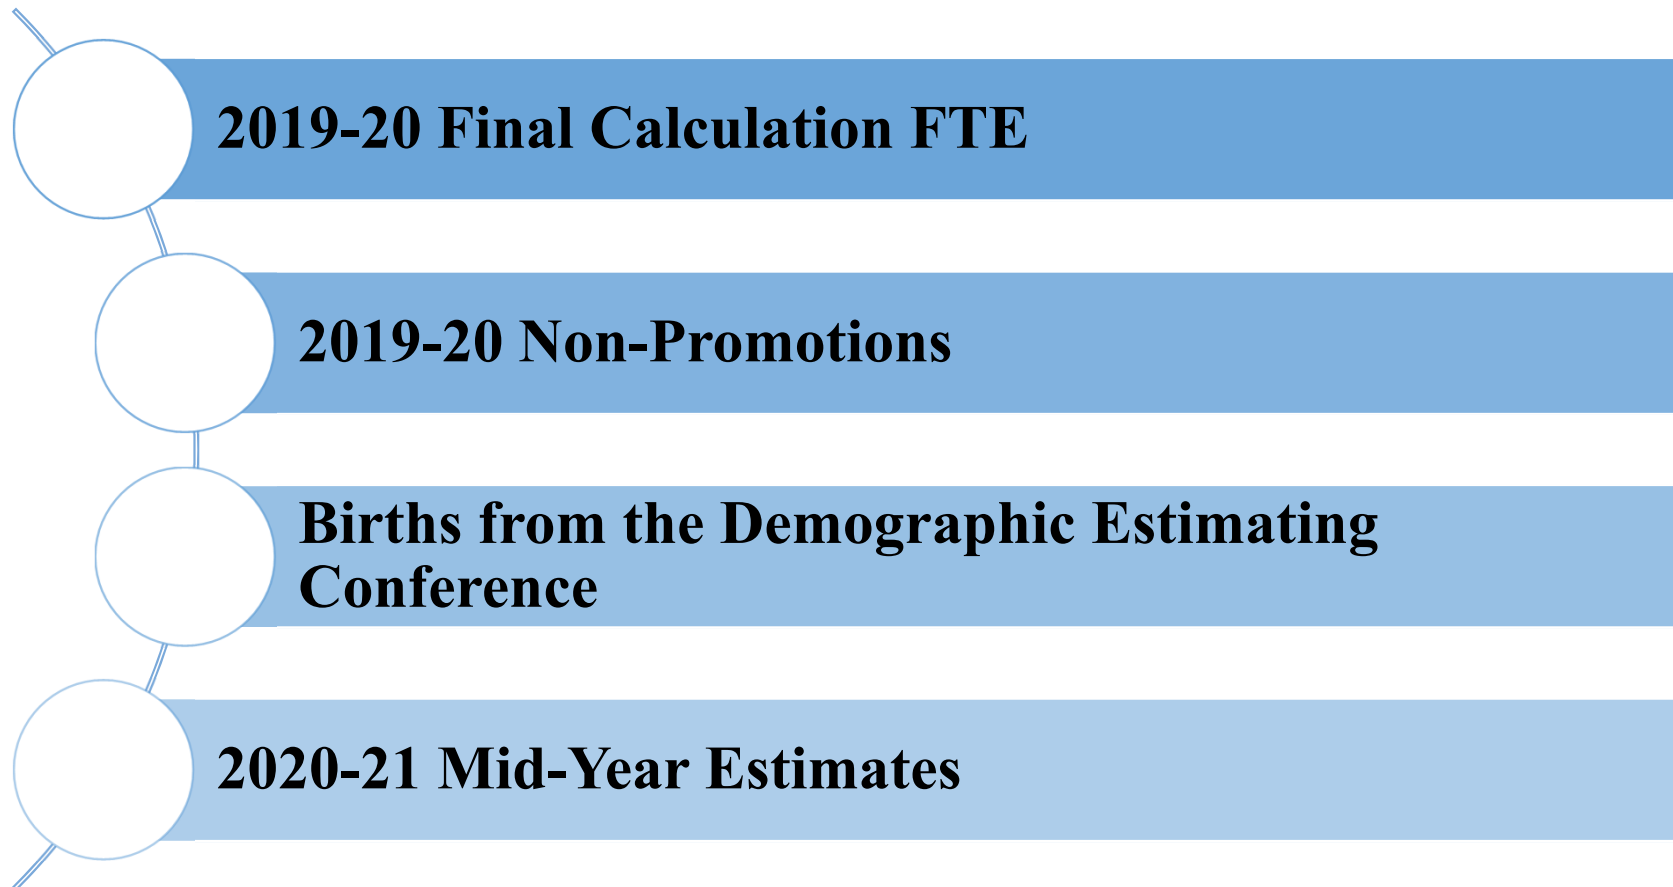 2019-20 Final Calculation FTE
2019-20 Non-Promotions
Births from the Demographic Estimating
Conference
2020-21 Mid-Year Estimates